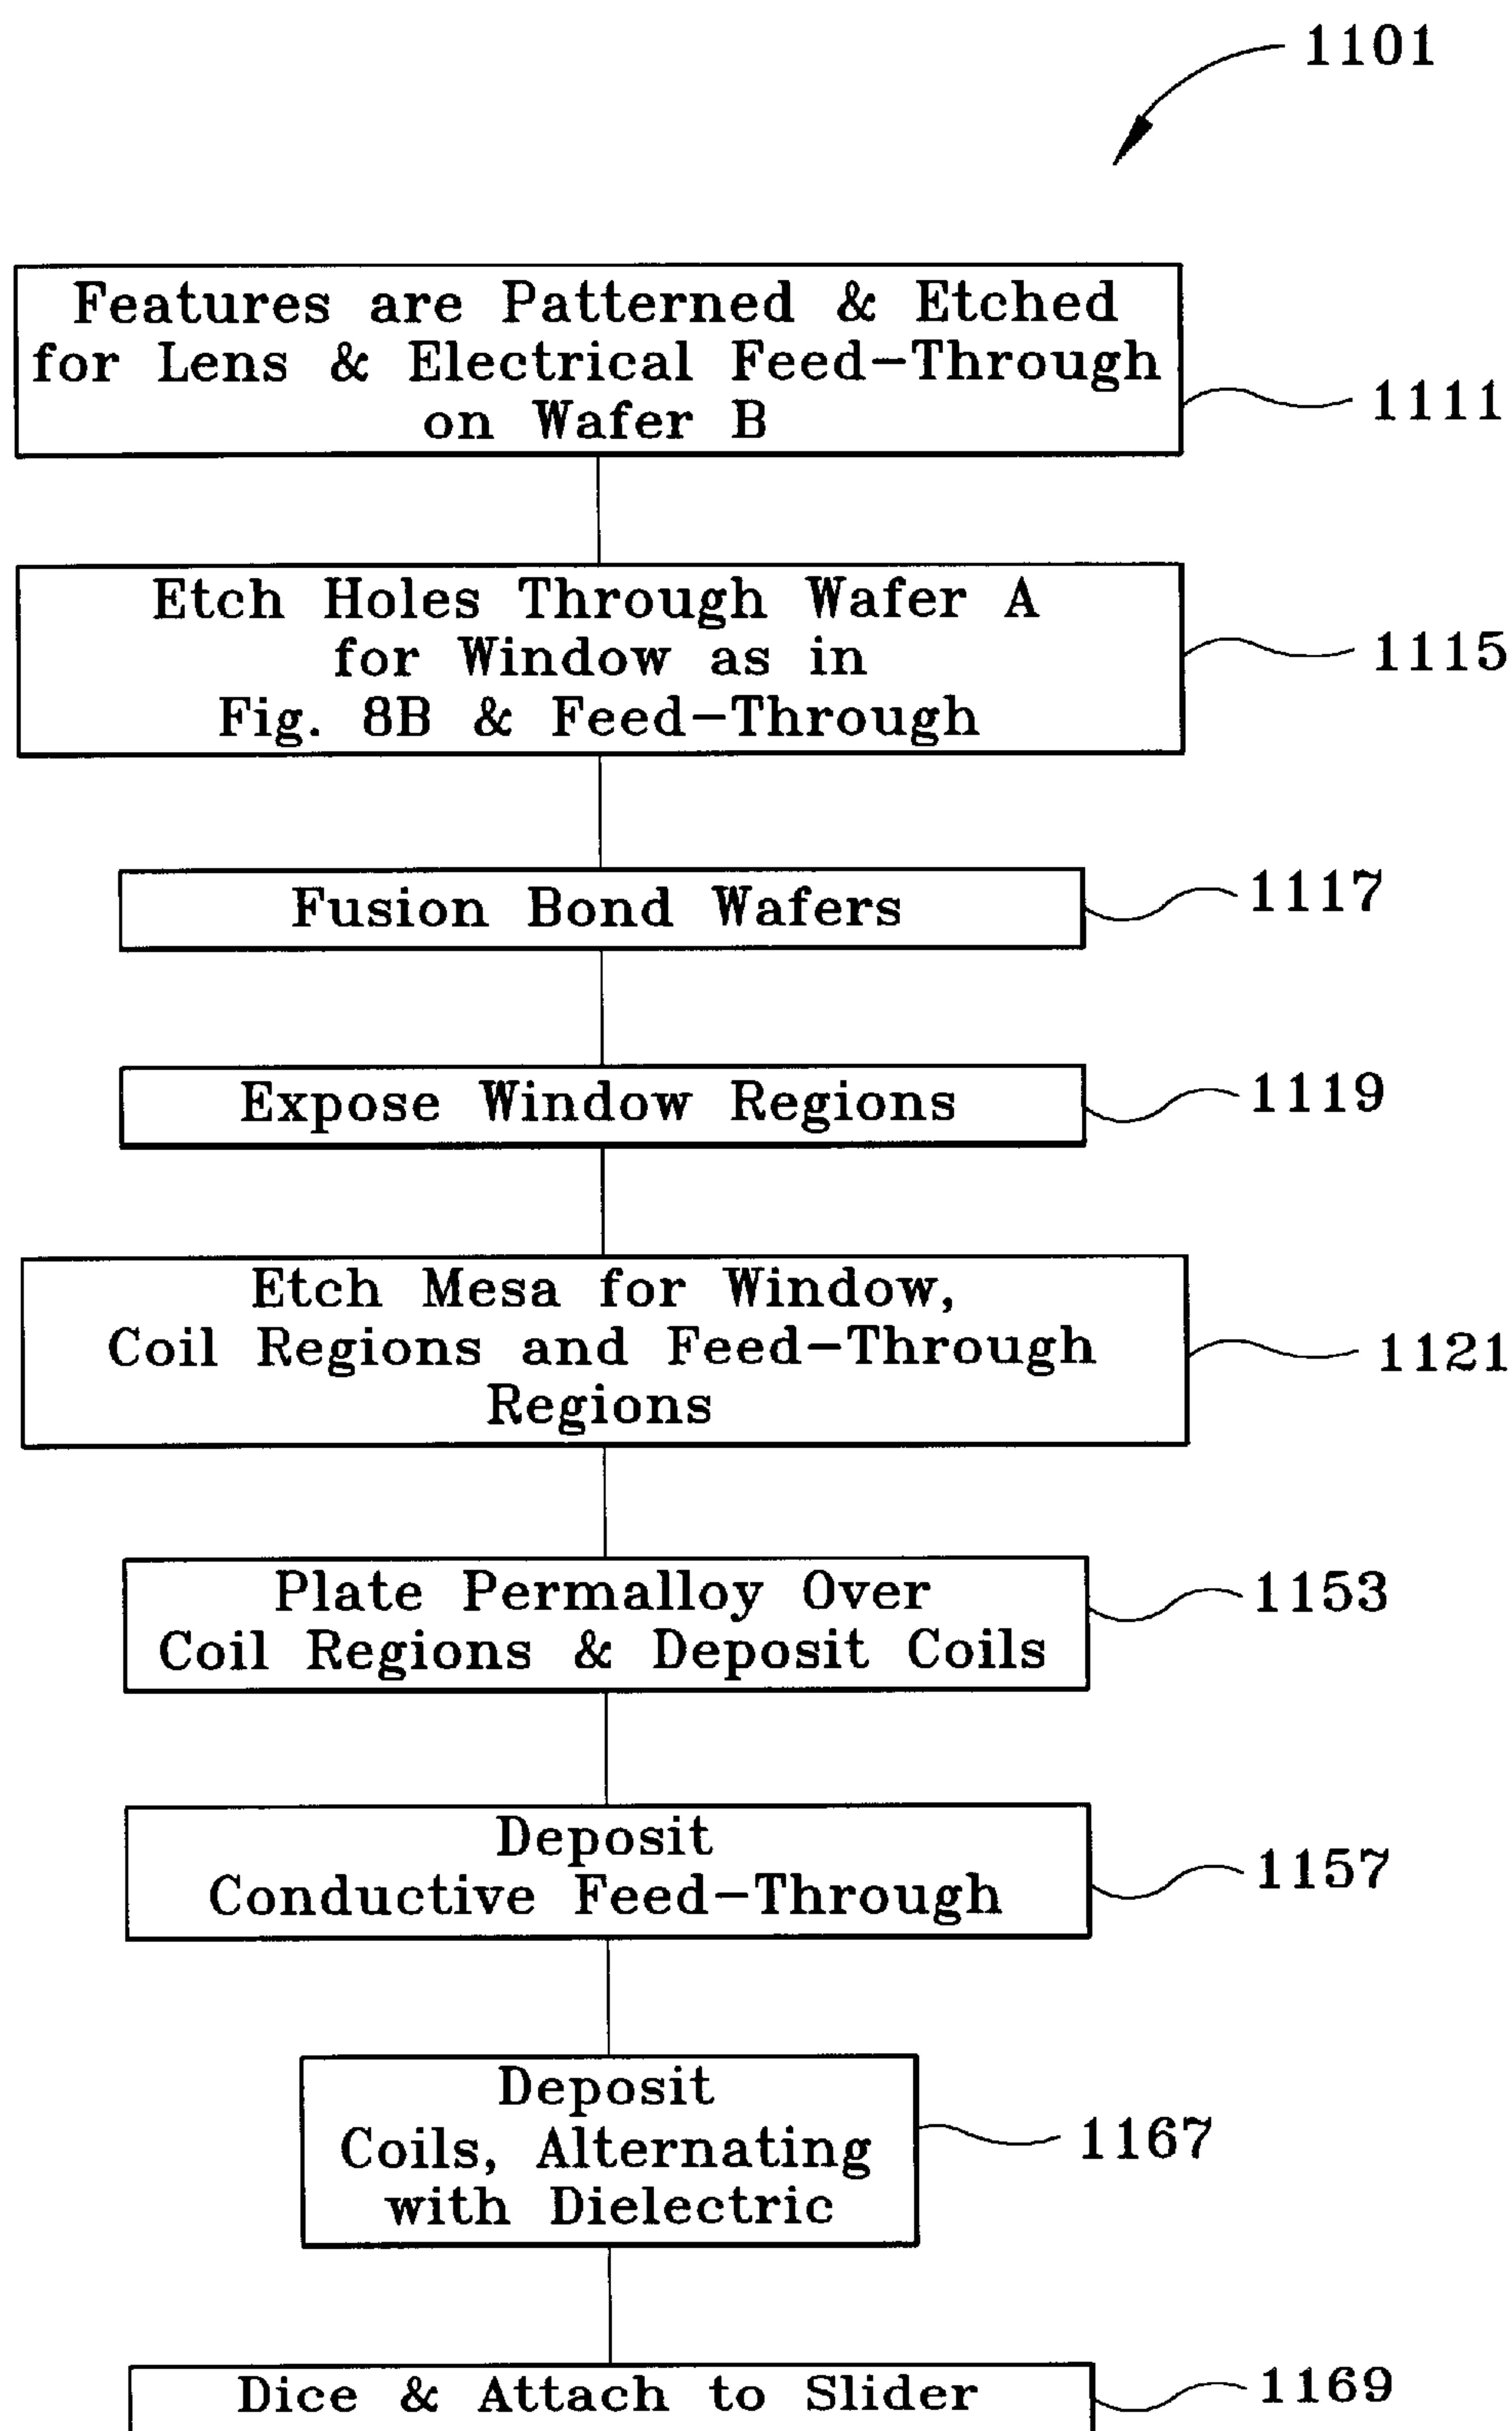 1101
Features are Patterned & Etched
for Lens & Electrical Feed-Through
on Wafer B
1111
Etch Holes Through Wafer A
for Window as in
Fig. 8B & Feed-Through
1115
Fusion Bond Wafers
1117
Expose Window Regions
1119
Etch Mesa for Window,
Coil Regions and Feed-Through
Regions
1121
Plate Permalloy Over
Coil Regions & Deposit Coils
1153
Deposit
Conductive Feed-Through
1157
Deposit
Coils, Alternating
with Dielectric
1167
Dice & Attach to Slider
1169